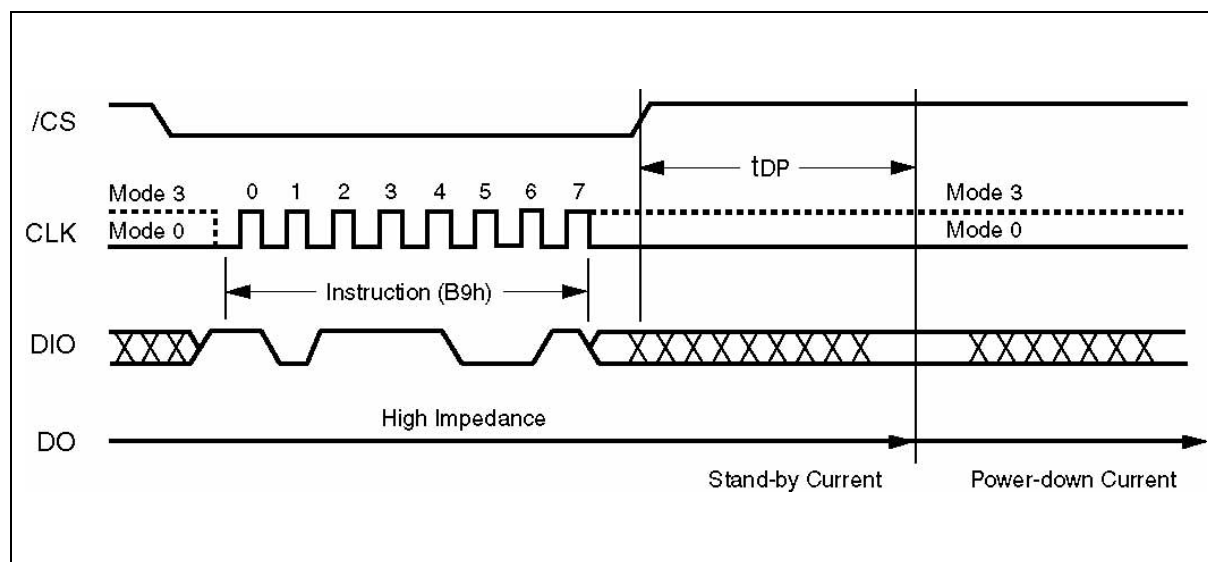 /CS
tDP
Mode 3 0 1 2 3 4 5 6 7 Mode 3
CLK Mode 0 Mode 0
Instruction (B9h)
DIO
High Impedance
DO
Stand-by Current Power-down Current